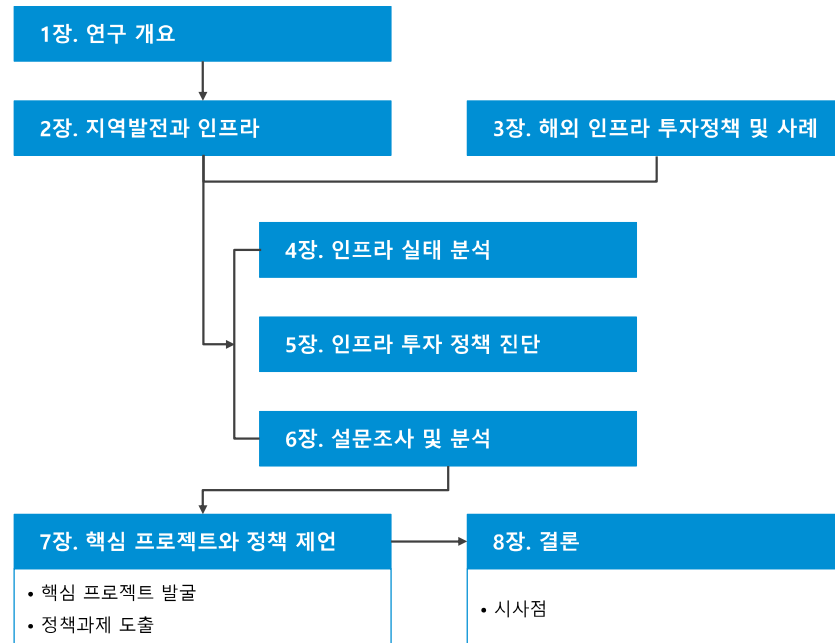 1장. 연구 개요
2장. 지역발전과 인프라
3장. 해외 인프라 투자정책 및 사례
4장. 인프라 실태 분석
5장. 인프라 투자 정책 진단
6장. 설문조사 및 분석
7장. 핵심 프로젝트와 정책 제언
• 핵심 프로젝트 발굴
• 정책과제 도출
8장. 결론
• 시사점